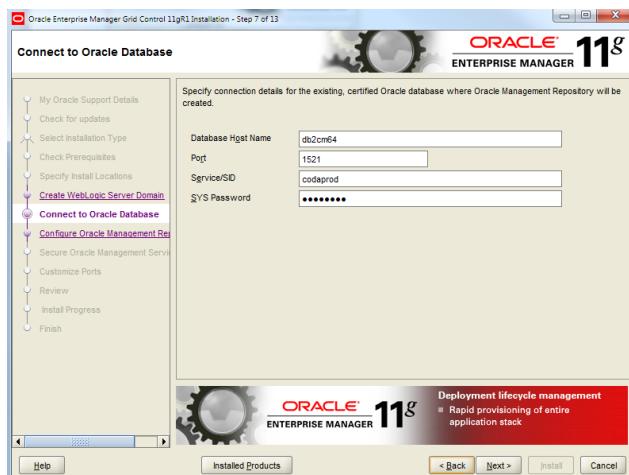 Oracle Enterprise Manager Grid Control 11gR1 Installation - Step 7 of 13
Connect to Oracle Database
ORACLE
ENTERPRISE MANAGER 11g
My Oracle Support Details
Check for updates
Select Installation Type
Check Prerequisites
Specify Install Locations
Create WebLogic Server Domain
Connect to Oracle Database
Configure Oracle Management Rep
Secure Oracle Management Servi
Customize Ports
Review
Install Progress
Finish
Specify connection details for the existing, certified Oracle database where Oracle Management Repository will be
created.
Database Host Name db2cm64
Port 1521
Service/SID codaprod
SYS Password ••••••••
ORACLE
ENTERPRISE MANAGER 11g
Deployment lifecycle management
Rapid provisioning of entire
application stack
Help Installed Products < Back Next > Install Cancel